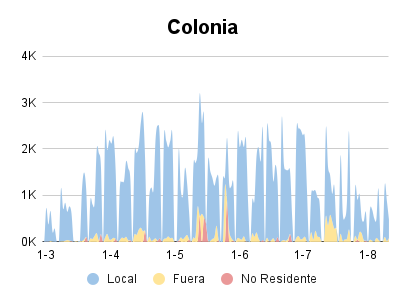 Colonia
4K
3K
2K
1K
0K
1-3 1-4 1-5 1-6 1-7 1-8
Local Fuera No Residente